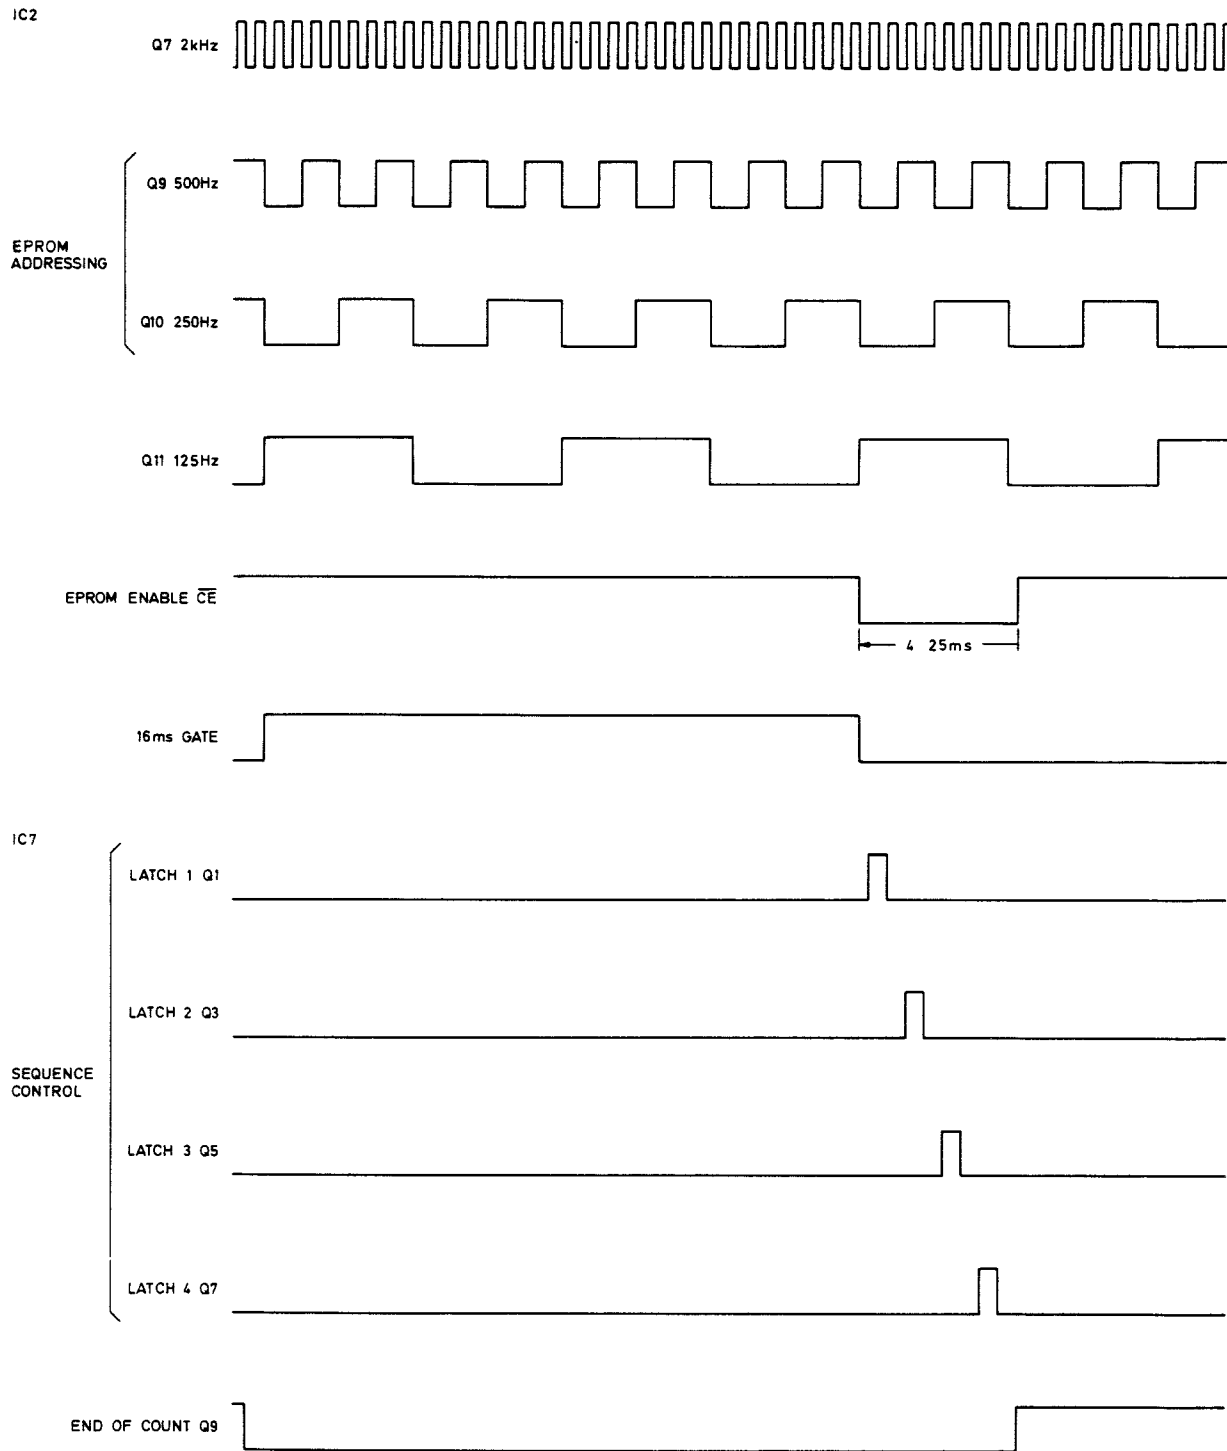 IC2
Q7 2kHz
Q9 500Hz
EPROM
ADDRESSING
Q10 250Hz
Q11 125Hz
EPROM ENABLE C̅E̅
4 25ms
16ms GATE
IC7
LATCH 1 Q1
LATCH 2 Q3
SEQUENCE
CONTROL
LATCH 3 Q5
LATCH 4 Q7
END OF COUNT Q9